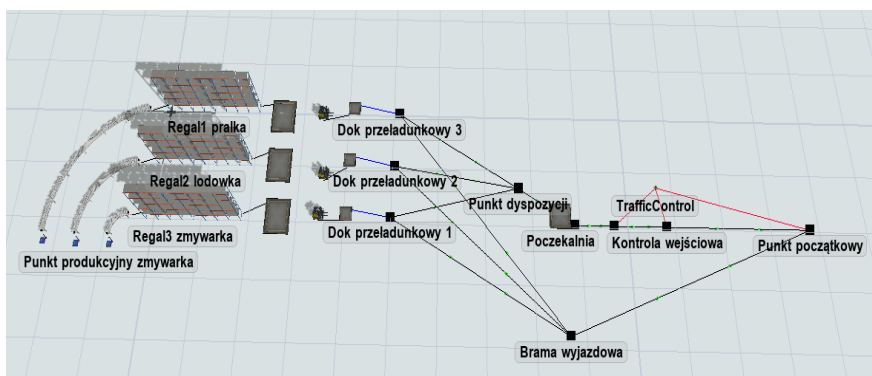 Regal1 pralka
Dok przeładunkowy 3
Regal2 lodowka
Dok przeładunkowy 2
Punkt dyspozycji
TrafficControl
Regal3 zmywarka
Dok przeładunkowy 1
Poczekalnia
Kontrola wejściowa
Punkt początkowy
Punkt produkcyjny zmywarka
Brama wyjazdowa